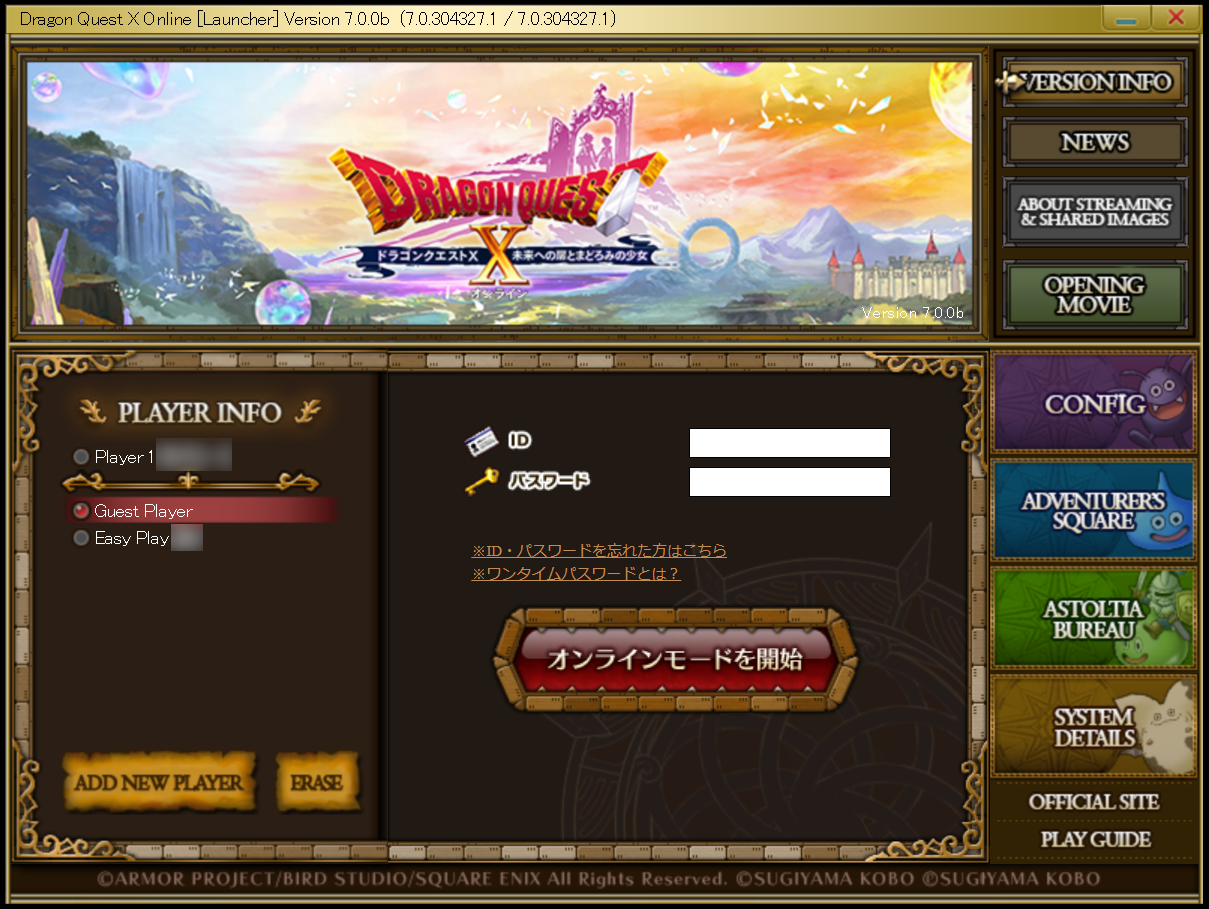 Dragon Quest X Online [Launcher] Version 7.0.0b (7.0.304327.1 / 7.0.304327.1)
DRAGON QUEST
X
ドラゴンクエストX 未来への扉とまどろみの少女
オンライン
Version 7.0.0b
VERSION INFO
NEWS
ABOUT STREAMING
& SHARED IMAGES
OPENING
MOVIE
PLAYER INFO
Player 1
Guest Player
Easy Play
ADD NEW PLAYER
ERASE
ID
パスワード
※ID・パスワードを忘れた方はこちら
※ワンタイムパスワードとは？
オンラインモードを開始
CONFIG
ADVENTURER'S
SQUARE
ASTOLTIA
BUREAU
SYSTEM
DETAILS
OFFICIAL SITE
PLAY GUIDE
©ARMOR PROJECT/BIRD STUDIO/SQUARE ENIX All Rights Reserved. ©SUGIYAMA KOBO ©SUGIYAMA KOBO